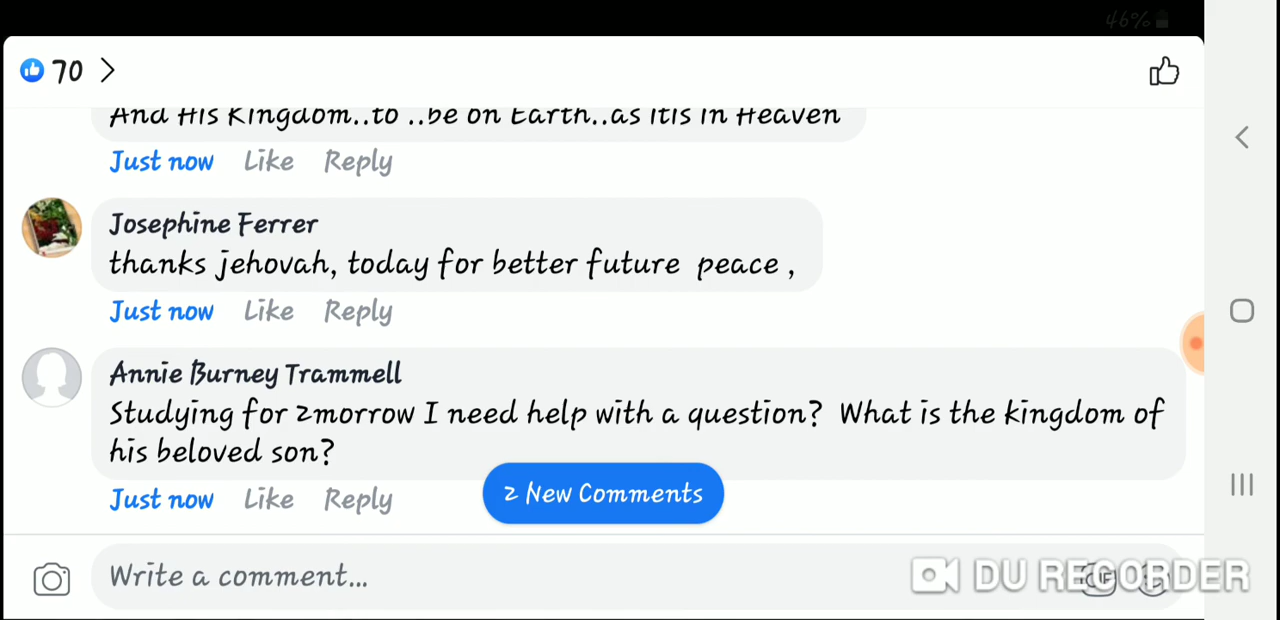 46%
70
And His Kingdom..to ..be on Earth..as itis in Heaven
Just now Like Reply
Josephine Ferrer
thanks jehovah, today for better future peace ,
Just now Like Reply
Annie Burney Trammell
Studying for 2morrow I need help with a question? What is the kingdom of
his beloved son?
Just now Like Reply
2 New Comments
Write a comment...
GIF
DU RECORDER